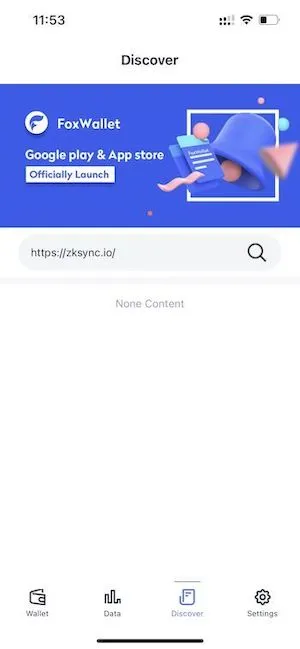 11:53
Discover
FoxWallet
Google play & App store
Officially Launch
FoxWallet
https://zksync.io/
None Content
Wallet
Data
Discover
Settings